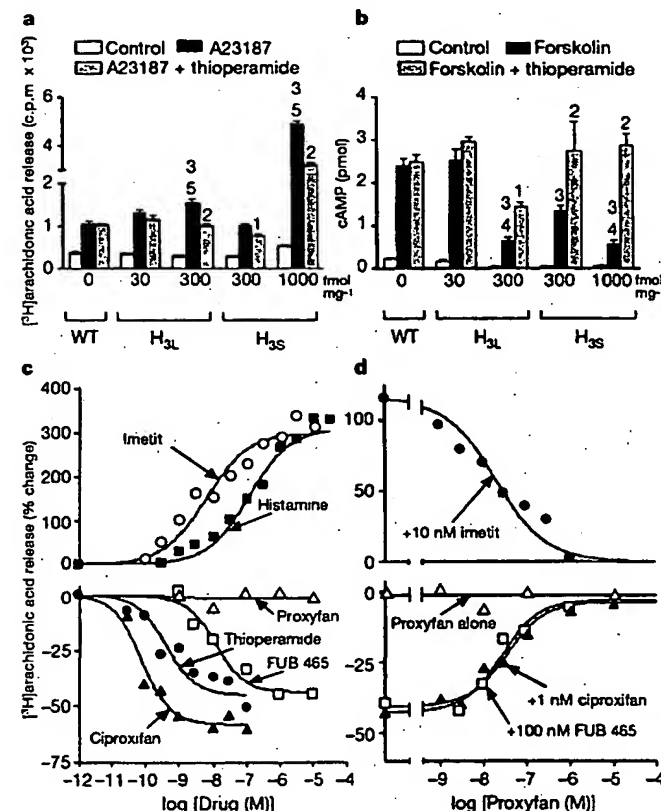 a
[³H]arachidonic acid release (c.p.m × 10³)
Control A23187
A23187 + thioperamide
6
5
4
2
1
0
3
5
2
1
3
5
2
0 30 300 300 1000 fmol mg⁻¹
WT H3L H3S
b
cAMP (pmol)
Control Forskolin
Forskolin + thioperamide
4
3
2
1
0
3
4
1
3
2
3
4
2
0 30 300 300 1000 fmol mg⁻¹
WT H3L H3S
c
[³H]arachidonic acid release (% change)
400
300
200
100
0
Imetit
Histamine
0
-25
-50
-75
Proxyfan
Thioperamide
FUB 465
Ciproxifan
-12 -11 -10 -9 -8 -7 -6 -5 -4
log [Drug (M)]
d
100
50
0
+10 nM imetit
0
-25
-50
Proxyfan alone
+1 nM ciproxifan
+100 nM FUB 465
-9 -8 -7 -6 -5 -4
log [Proxyfan (M)]